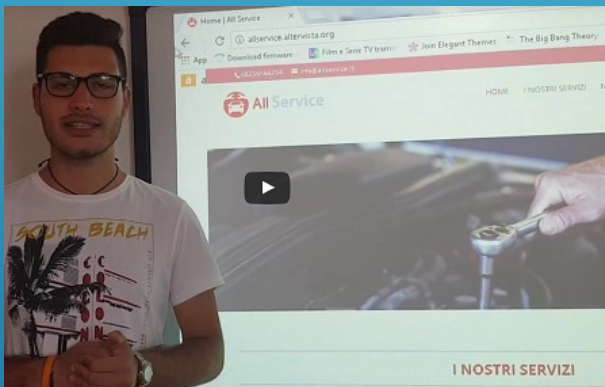 Home | All Service
allservice.altervista.org
App
Download firmware
Film e Serie TV
Join Elegant Themes
The Big Bang Theory
a
All Service
HOME
I NOSTRI SERVIZI
SOUTH BEACH
I NOSTRI SERVIZI